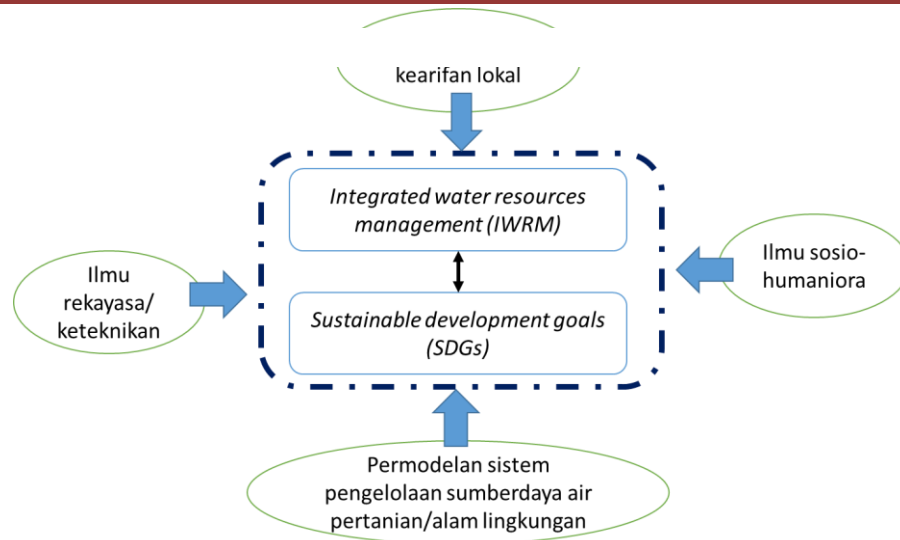 kearifan lokal
Integrated water resources
management (IWRM)
Ilmu sosio-
humaniora
Ilmu
rekayasa/
keteknikan
Sustainable development goals
(SDGs)
Permodelan sistem
pengelolaan sumberdaya air
pertanian/alam lingkungan